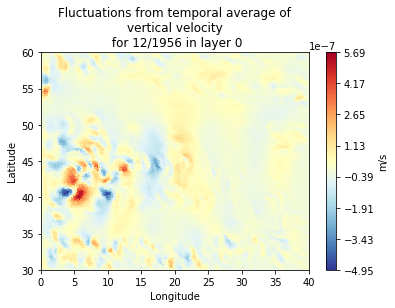 Fluctuations from temporal average of
vertical velocity
for 12/1956 in layer 0
1e−7
60
55
50
45
40
35
30
Latitude
0 5 10 15 20 25 30 35 40
Longitude
5.69
4.17
2.65
1.13
−0.39
−1.91
−3.43
−4.95
m/s